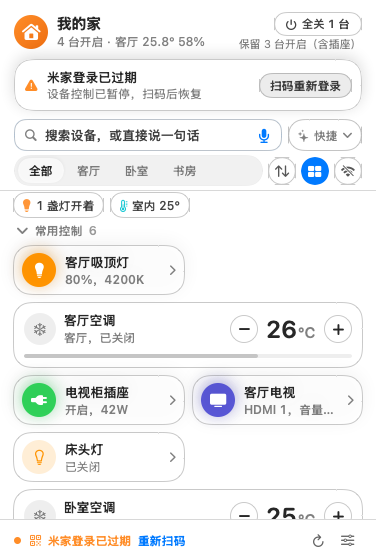 我的家
4 台开启 · 客厅 25.8° 58%
全关 1 台
保留 3 台开启（含插座）
米家登录已过期
设备控制已暂停，扫码后恢复
扫码重新登录
搜索设备，或直接说一句话
快捷
全部 客厅 卧室 书房
1 盏灯开着 室内 25°
常用控制 6
客厅吸顶灯
80%，4200K
客厅空调
客厅，已关闭
26°C
电视柜插座
开启，42W
客厅电视
HDMI 1，音量...
床头灯
已关闭
卧室空调
25°C
米家登录已过期 重新扫码